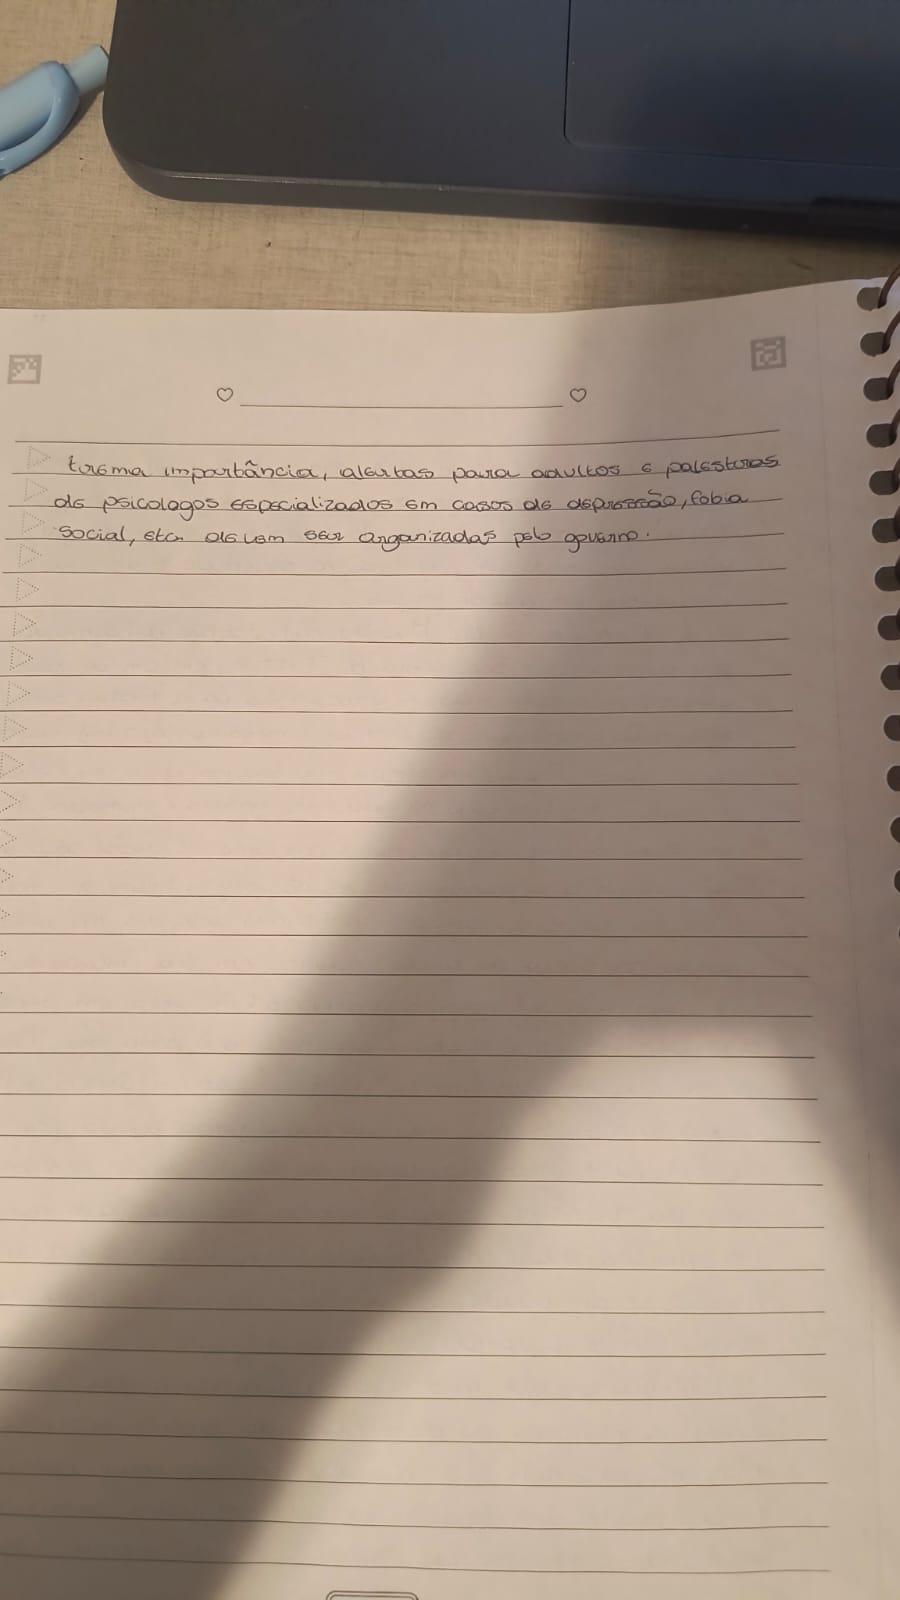 trema importância, alertas para adultos e palestras
de psicologos especializados em casos de depressão, fobia
social, etc. devem ser organizadas pelo governo.